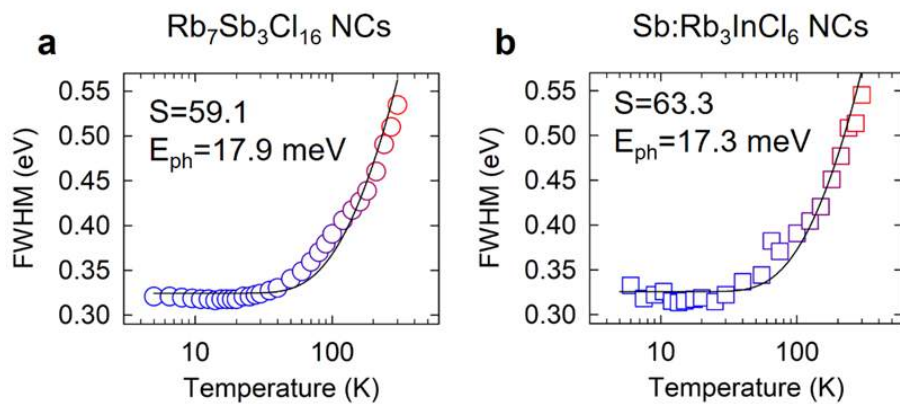 a Rb₇Sb₃Cl₁₆ NCs
S=59.1
E_ph=17.9 meV
FWHM (eV)
0.55
0.50
0.45
0.40
0.35
0.30
10 100
Temperature (K)
b Sb:Rb₃InCl₆ NCs
S=63.3
E_ph=17.3 meV
FWHM (eV)
0.55
0.50
0.45
0.40
0.35
0.30
10 100
Temperature (K)